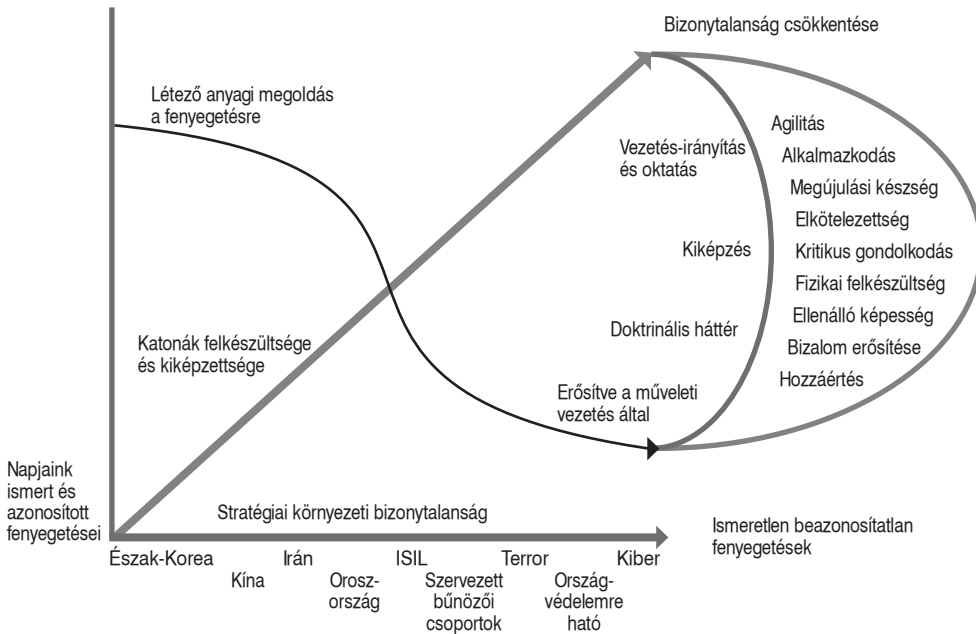 Bizonytalanság csökkentése
Létező anyagi megoldás
a fenyegetésre
Vezetés-irányítás
és oktatás
Agilitás
Alkalmazkodás
Megújulási készség
Elkötelezettség
Kritikus gondolkodás
Fizikai felkészültség
Ellenálló képesség
Bizalom erősítése
Hozzáértés
Kiképzés
Doktrinális háttér
Katonák felkészültsége
és kiképzettsége
Erősítve a műveleti
vezetés által
Napjaink
ismert és
azonosított
fenyegetései
Stratégiai környezeti bizonytalanság
Ismeretlen beazonosítatlan
fenyegetések
Észak-Korea
Kína
Irán
Orosz-
ország
ISIL
Szervezett
bűnözői
csoportok
Terror
Ország-
védelemre
ható
Kiber